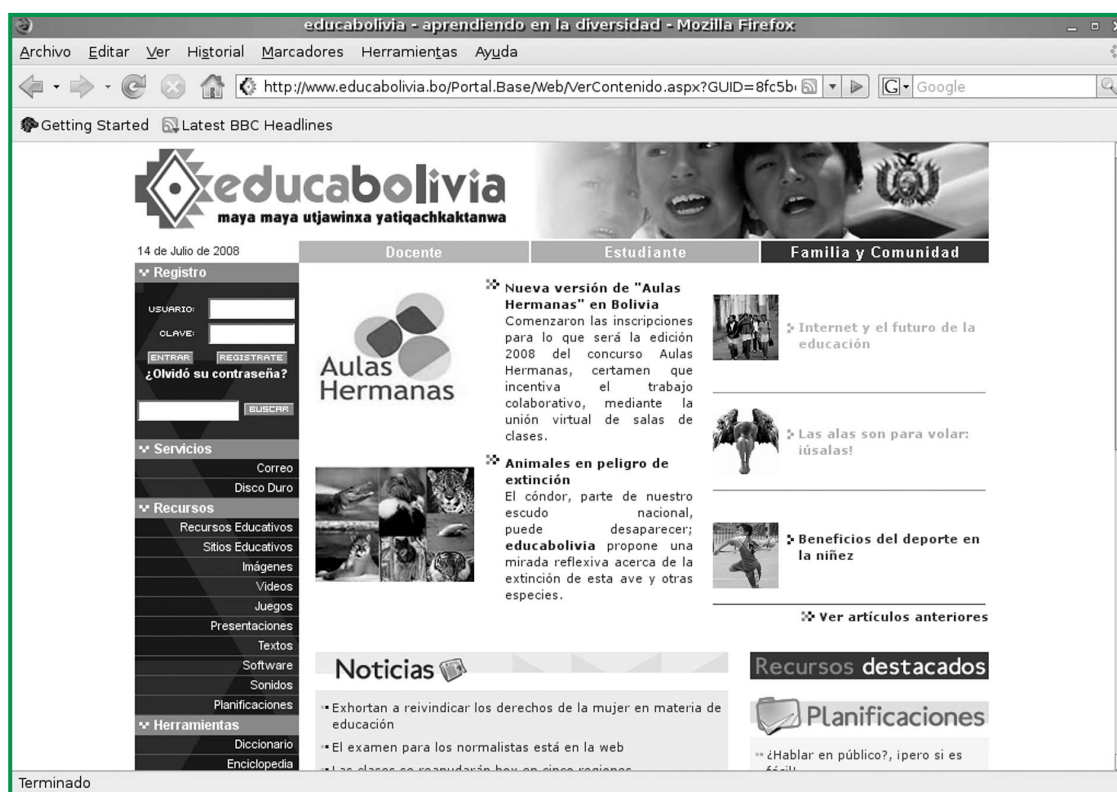 educabolivia - aprendiendo en la diversidad - Mozilla Firefox
Archivo Editar Ver Historial Marcadores Herramientas Ayuda
http://www.educabolivia.bo/Portal.Base/Web/VerContenido.aspx?GUID=8fc5b
G Google
Getting Started Latest BBC Headlines
educabolivia
maya maya utjawinxa yatiqachkaktanwa
14 de Julio de 2008
Docente Estudiante Familia y Comunidad
Registro
USUARIO:
CLAVE:
ENTRAR REGISTRATE
¿Olvidó su contraseña?
BUSCAR
Servicios
Correo
Disco Duro
Recursos
Recursos Educativos
Sitios Educativos
Imágenes
Videos
Juegos
Presentaciones
Textos
Software
Sonidos
Planificaciones
Herramientas
Diccionario
Enciclopedia
Aulas
Hermanas
Nueva versión de "Aulas
Hermanas" en Bolivia
Comenzaron las inscripciones
para lo que será la edición
2008 del concurso Aulas
Hermanas, certamen que
incentiva el trabajo
colaborativo, mediante la
unión virtual de salas de
clases.
Animales en peligro de
extinción
El cóndor, parte de nuestro
escudo nacional,
puede desaparecer;
educabolivia propone una
mirada reflexiva acerca de la
extinción de esta ave y otras
especies.
Internet y el futuro de la
educación
Las alas son para volar:
¡úsalas!
Beneficios del deporte en
la niñez
Ver artículos anteriores
Noticias
Exhortan a reivindicar los derechos de la mujer en materia de
educación
El examen para los normalistas está en la web
Las clases se reanudarán hoy en cinco regiones
Recursos destacados
Planificaciones
¿Hablar en público?, ¡pero si es
fácil!
Terminado